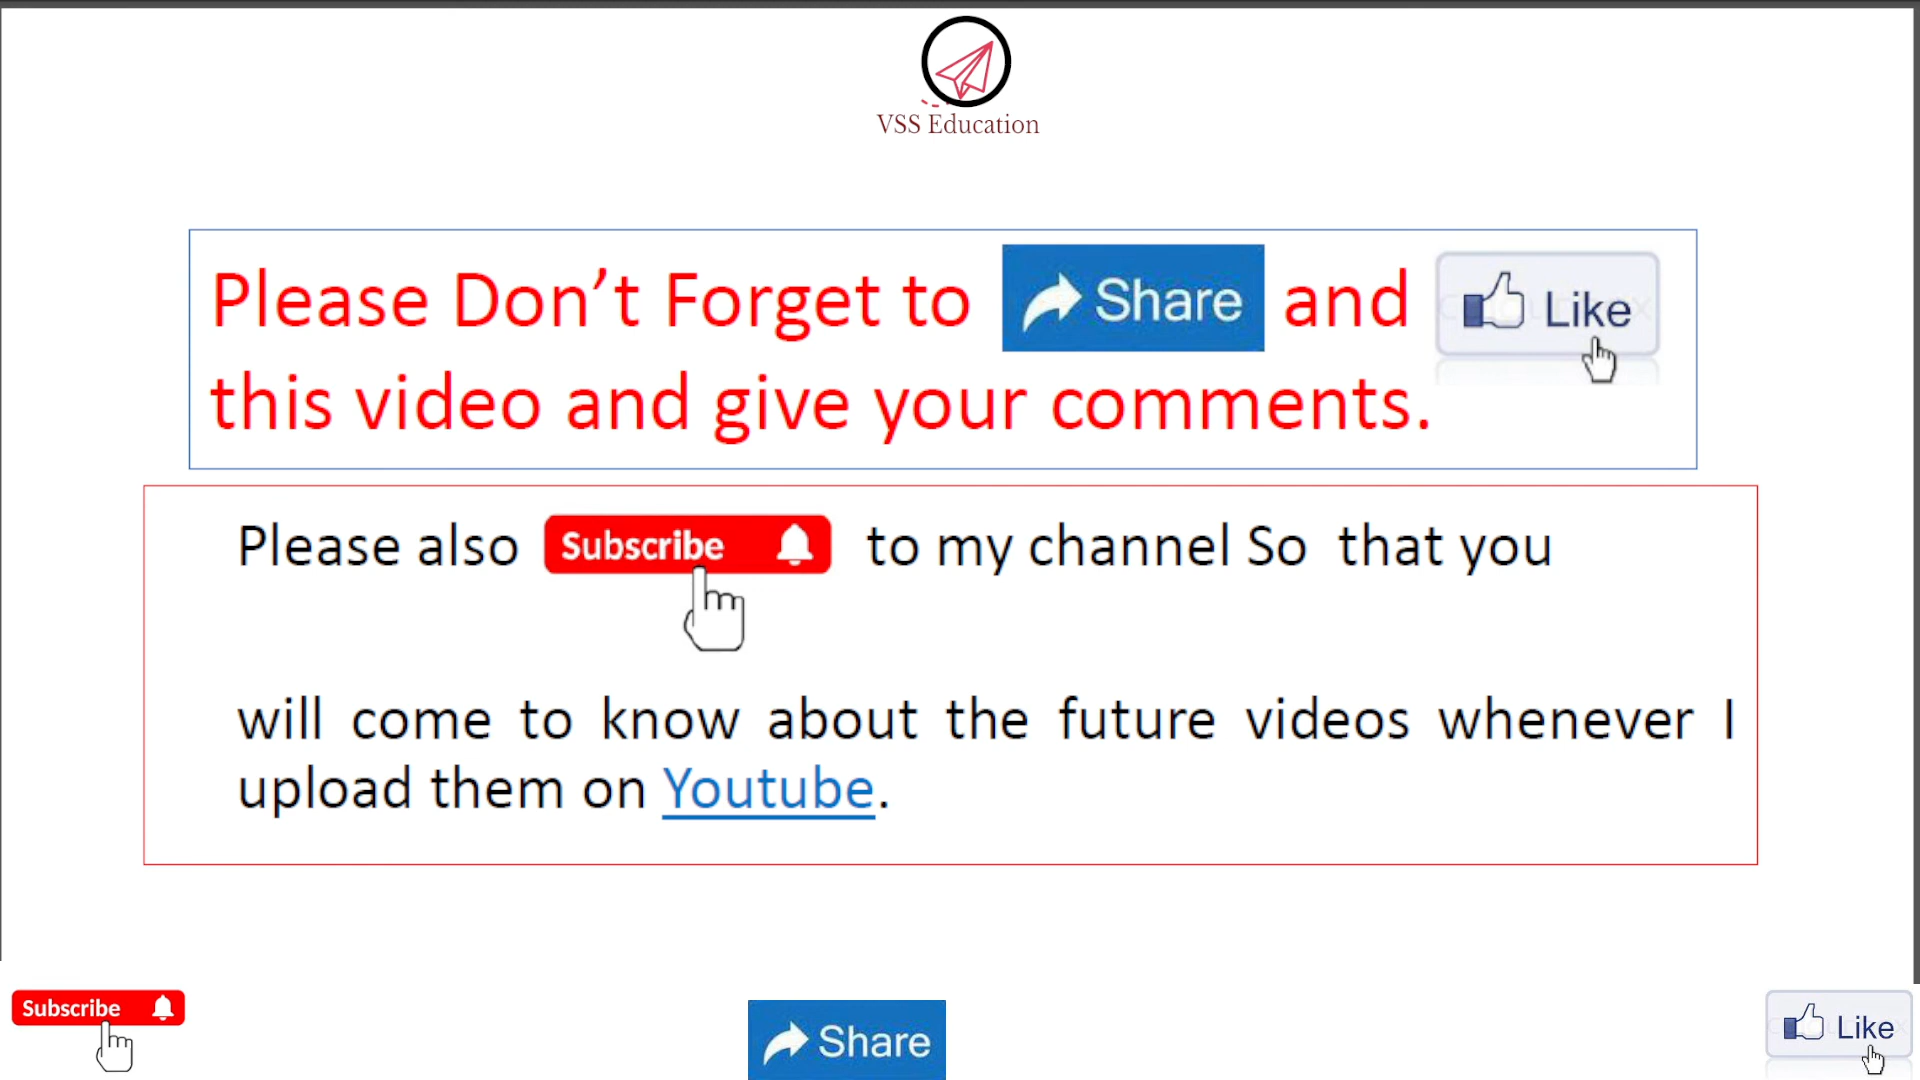 VSS Education
Please Don’t Forget to Share and Like
this video and give your comments.
Please also Subscribe to my channel So that you
will come to know about the future videos whenever I
upload them on Youtube.
Subscribe Share Like